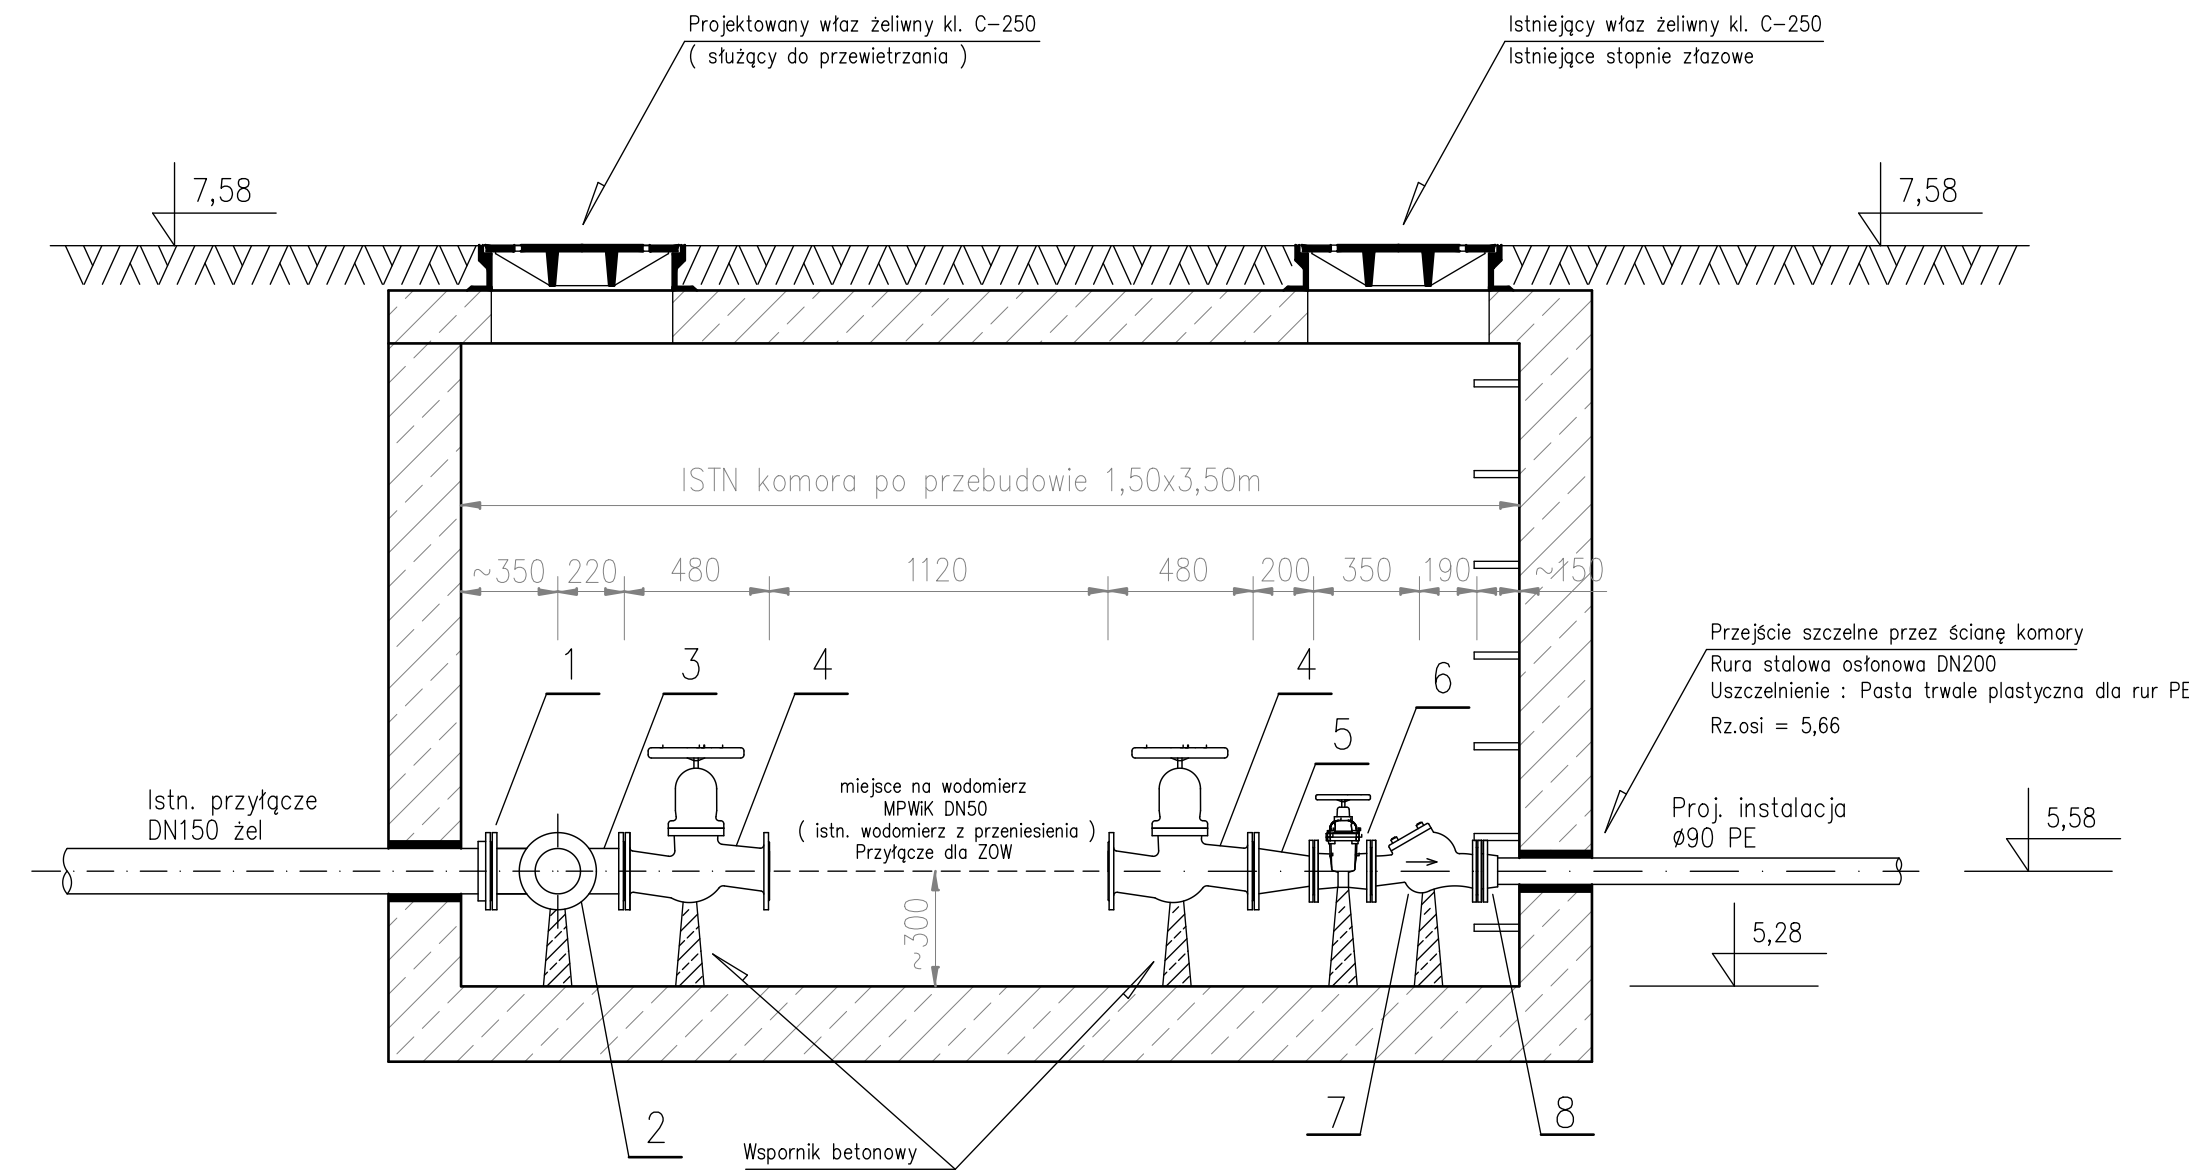 Projektowany właz żeliwny kl. C-250
( służący do przewietrzania )
Istniejący właz żeliwny kl. C-250
Istniejące stopnie złazowe
7,58
7,58
ISTN komora po przebudowie 1,50x3,50m
~350 220 480 1120 480 200 350 190 ~150
Przejście szczelne przez ścianę komory
Rura stalowa osłonowa DN200
Uszczelnienie : Pasta trwale plastyczna dla rur PE
Rz.osi = 5,66
1 3 4 4 6
5
Istn. przyłącze
DN150 żel
miejsce na wodomierz
MPWiK DN50
( istn. wodomierz z przeniesienia )
Przyłącze dla ZOW
Proj. instalacja
ø90 PE
5,58
~300
5,28
2
7
8
Wspornik betonowy